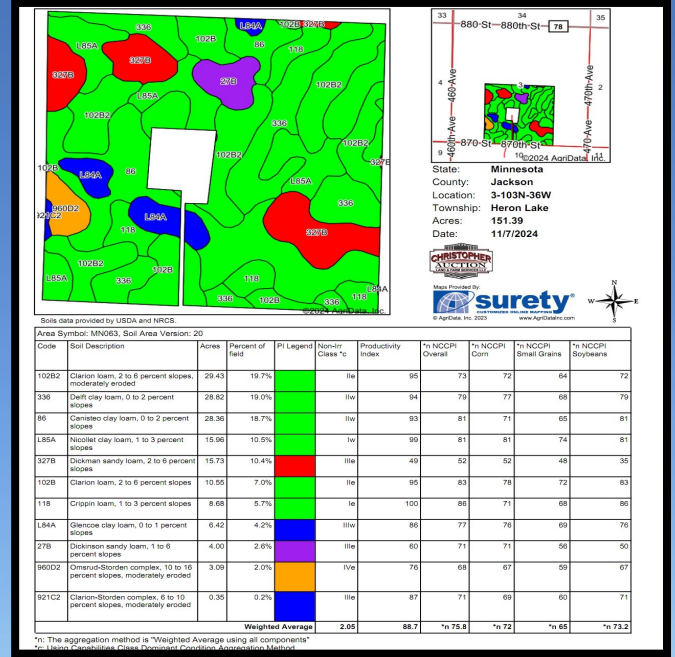 336
L84A
102B 327B
102B
86
L85A
118
327B
327B
27B
102B2
L85A
102B2
336
102B2
102B2
327B
102B
L84A
86
L85A
960D2
921C2
L84A
336
118
327B
102B2
102B
L85A
336
118
L84A
336
102B
336
118
©2024 AgriData, Inc.
Soils data provided by USDA and NRCS.
33 34 35
880 St 880th St 78
4 3 2
460 Ave 470th Ave
460th Ave 470 Ave
870 St 870th St
9 10 11
©2024 AgriData, Inc.
State: Minnesota
County: Jackson
Location: 3-103N-36W
Township: Heron Lake
Acres: 151.39
Date: 11/7/2024
CHRISTOPHER
AUCTION
LAND & FARM SERVICES LLC
Maps Provided By:
surety®
CUSTOMIZED ONLINE MAPPING
© AgriData, Inc. 2023 www.AgriDataInc.com
N
W E
S
Area Symbol: MN063, Soil Area Version: 20
Code Soil Description Acres Percent of field PI Legend Non-Irr Class *c Productivity Index *n NCCPI Overall *n NCCPI Corn *n NCCPI Small Grains *n NCCPI Soybeans
102B2 Clarion loam, 2 to 6 percent slopes, moderately eroded 29.43 19.7% IIe 95 73 72 64 72
336 Delft clay loam, 0 to 2 percent slopes 28.82 19.0% IIw 94 79 77 68 79
86 Canisteo clay loam, 0 to 2 percent slopes 28.36 18.7% IIw 93 81 71 65 81
L85A Nicollet clay loam, 1 to 3 percent slopes 15.96 10.5% Iw 99 81 81 74 81
327B Dickman sandy loam, 2 to 6 percent slopes 15.73 10.4% IIIe 49 52 52 48 35
102B Clarion loam, 2 to 6 percent slopes 10.55 7.0% IIe 95 83 78 72 83
118 Crippin loam, 1 to 3 percent slopes 8.68 5.7% Ie 100 86 71 68 86
L84A Glencoe clay loam, 0 to 1 percent slopes 6.42 4.2% IIIw 86 77 76 69 76
27B Dickinson sandy loam, 1 to 6 percent slopes 4.00 2.6% IIIe 60 71 71 56 50
960D2 Omsrud-Storden complex, 10 to 16 percent slopes, moderately eroded 3.09 2.0% IVe 76 68 67 59 67
921C2 Clarion-Storden complex, 6 to 10 percent slopes, moderately eroded 0.35 0.2% IIIe 87 71 69 60 71
Weighted Average 2.05 88.7 *n 75.8 *n 72 *n 65 *n 73.2
*n: The aggregation method is "Weighted Average using all components"
*c: Using Capabilities Class Dominant Condition Aggregation Method